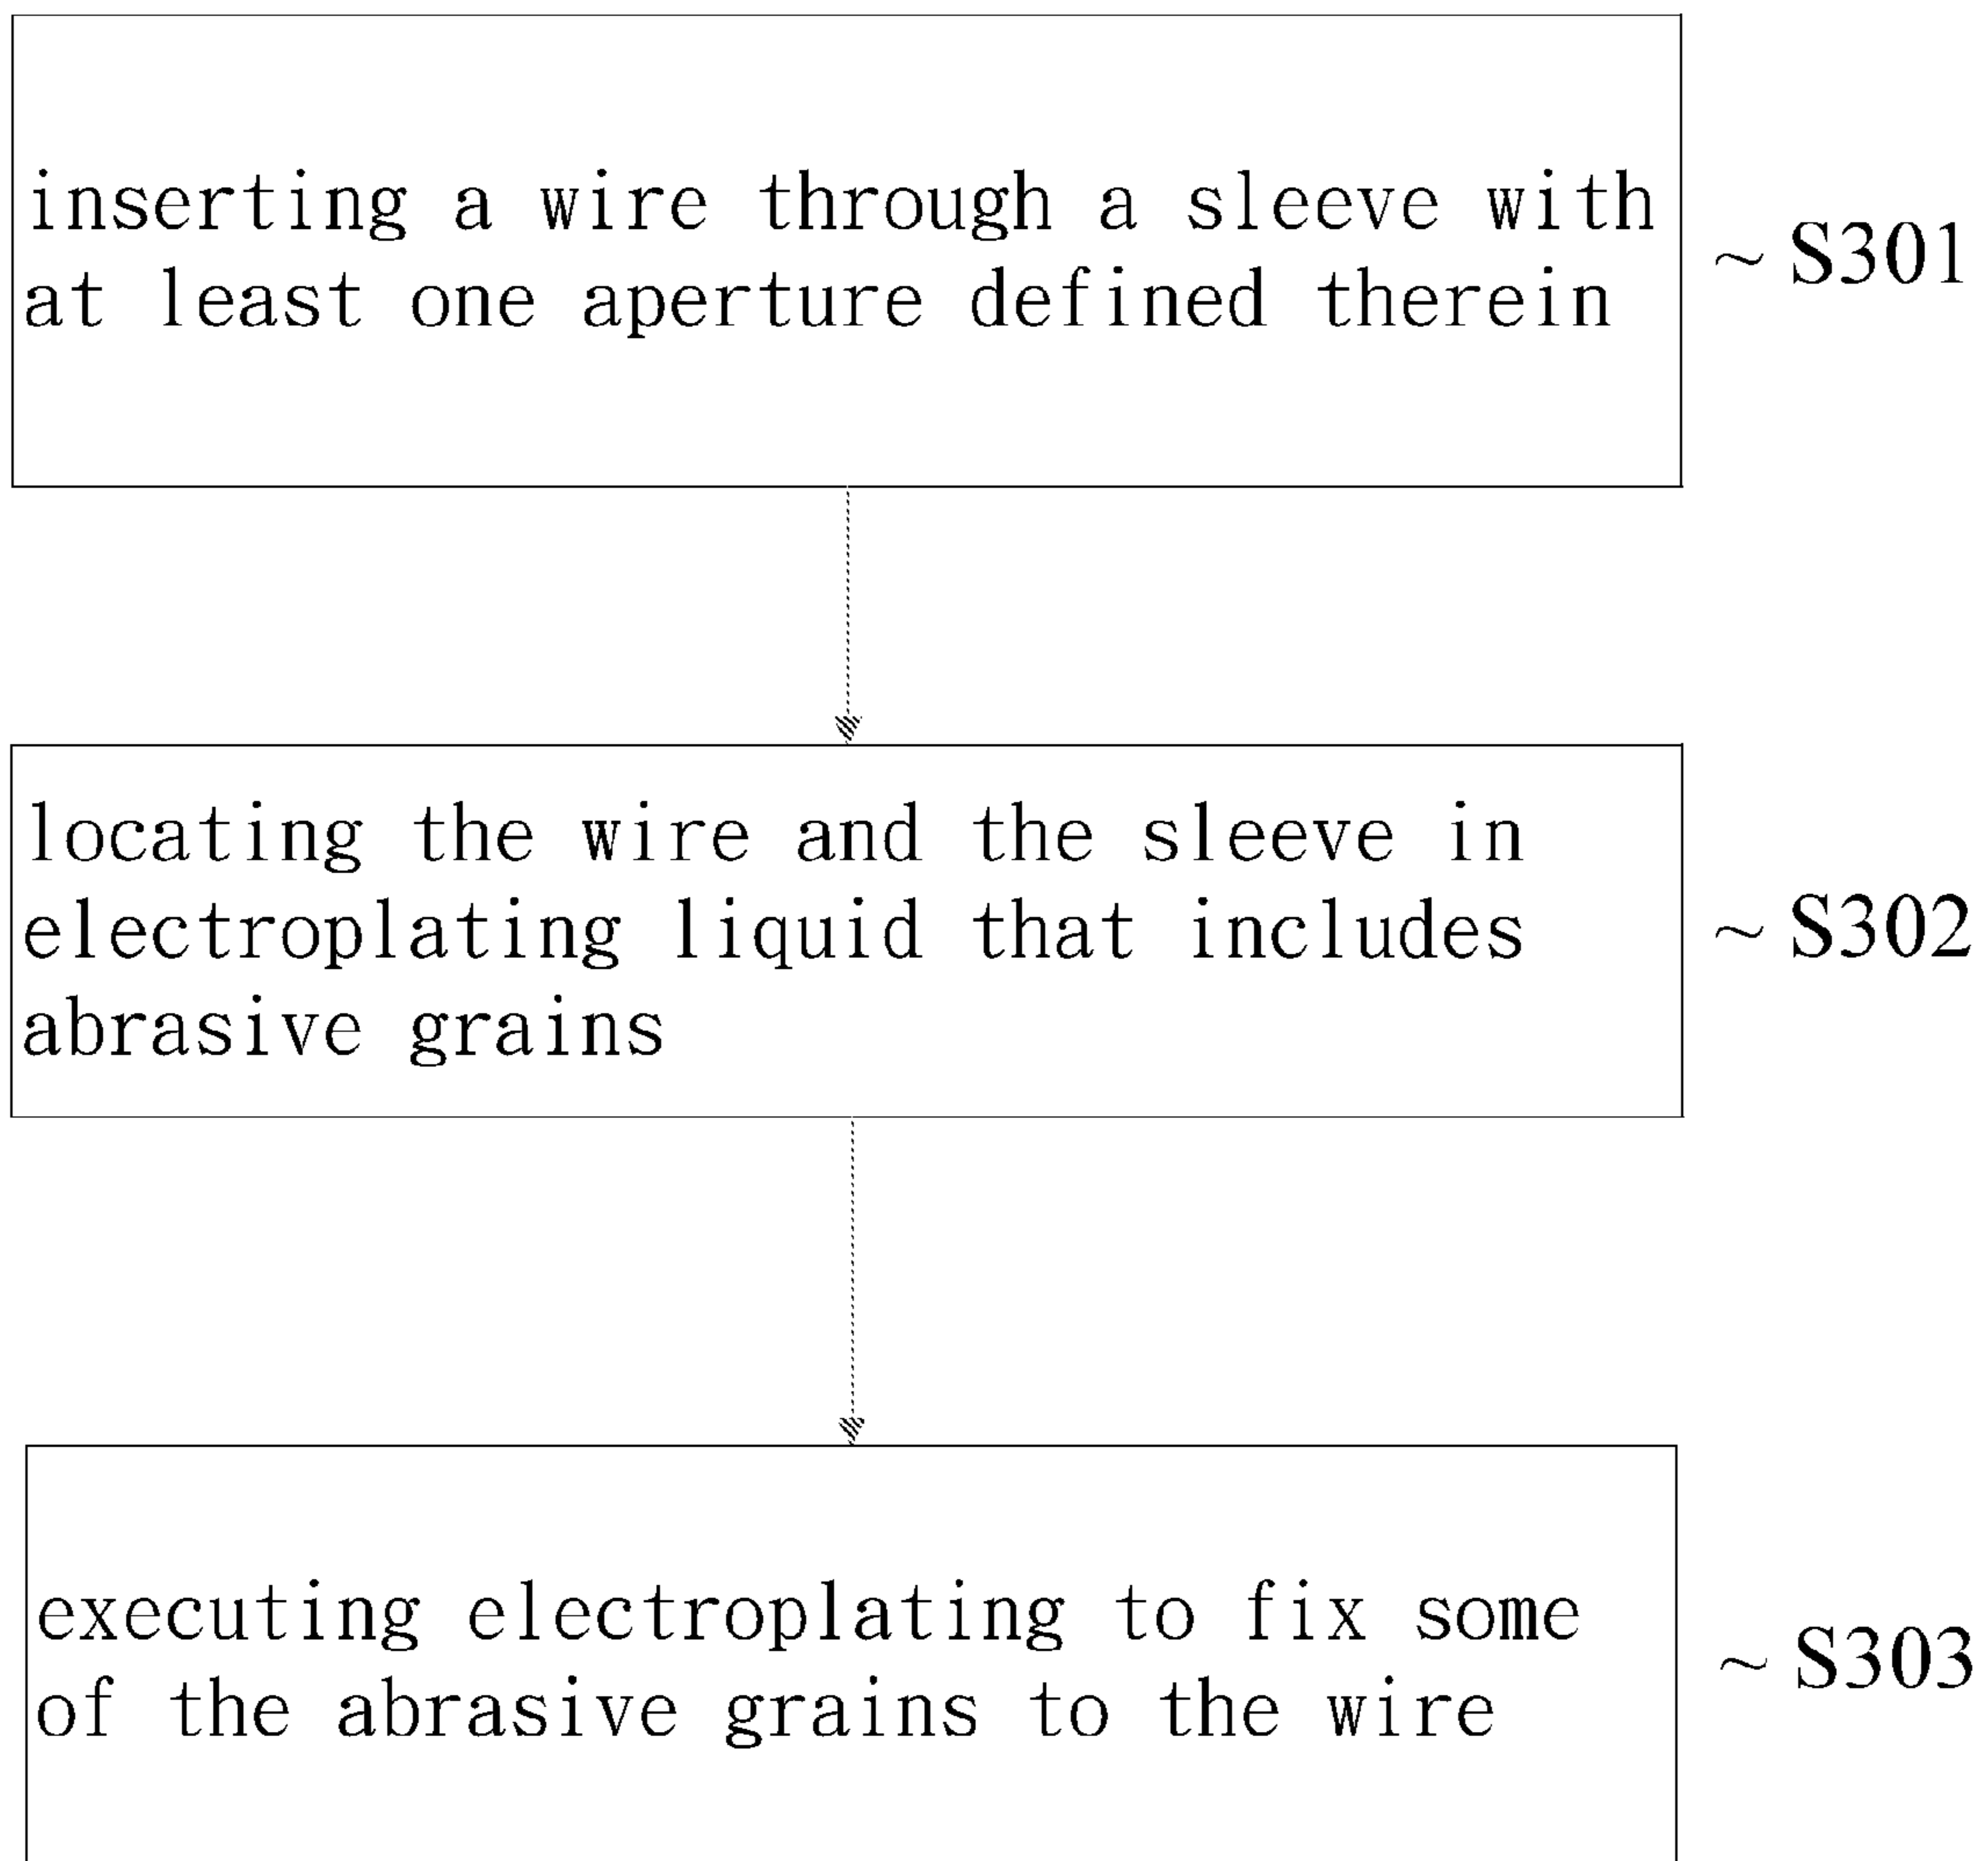 inserting a wire through a sleeve with
at least one aperture defined therein
~ S301
locating the wire and the sleeve in
electroplating liquid that includes
abrasive grains
~ S302
executing electroplating to fix some
of the abrasive grains to the wire
~ S303